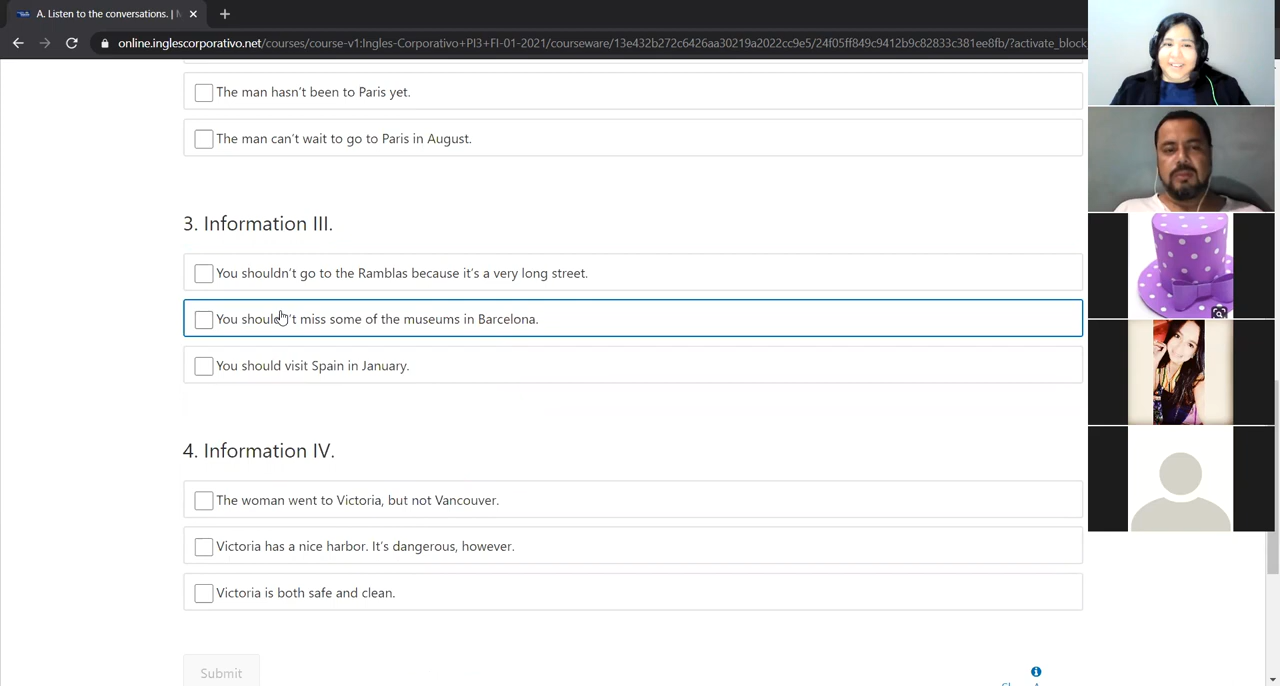 A. Listen to the conversations. |
online.inglescorporativo.net/courses/course-v1:Ingles-Corporativo+PI3+FI-01-2021/courseware/13e432b272c6426aa30219a2022cc9e5/24f05ff849c9412b9c82833c381ee8fb/?activate_block
The man hasn't been to Paris yet.
The man can't wait to go to Paris in August.
3. Information III.
You shouldn't go to the Ramblas because it's a very long street.
You shouldn't miss some of the museums in Barcelona.
You should visit Spain in January.
4. Information IV.
The woman went to Victoria, but not Vancouver.
Victoria has a nice harbor. It's dangerous, however.
Victoria is both safe and clean.
Submit